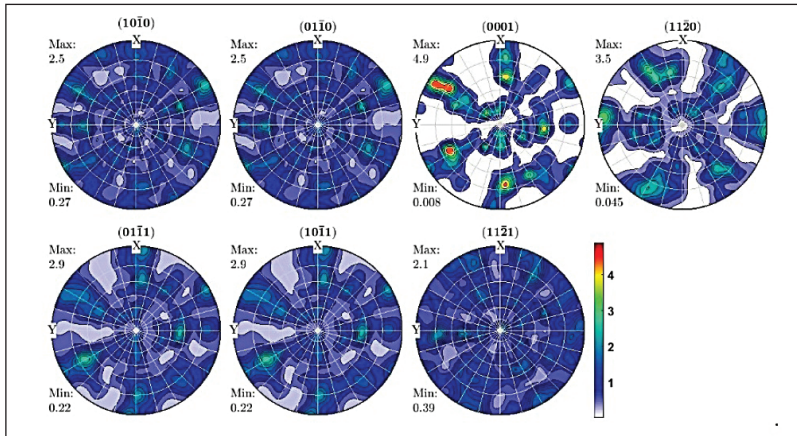 (101̄0)
X
Max:
2.5
Y
Min:
0.27
(011̄0)
X
Max:
2.5
Y
Min:
0.27
(0001)
X
Max:
4.9
Y
Min:
0.008
(112̄0)
X
Max:
3.5
Y
Min:
0.045
(011̄1)
X
Max:
2.9
Y
Min:
0.22
(101̄1)
X
Max:
2.9
Y
Min:
0.22
(112̄1)
X
Max:
2.1
Y
Min:
0.39
4
3
2
1
.